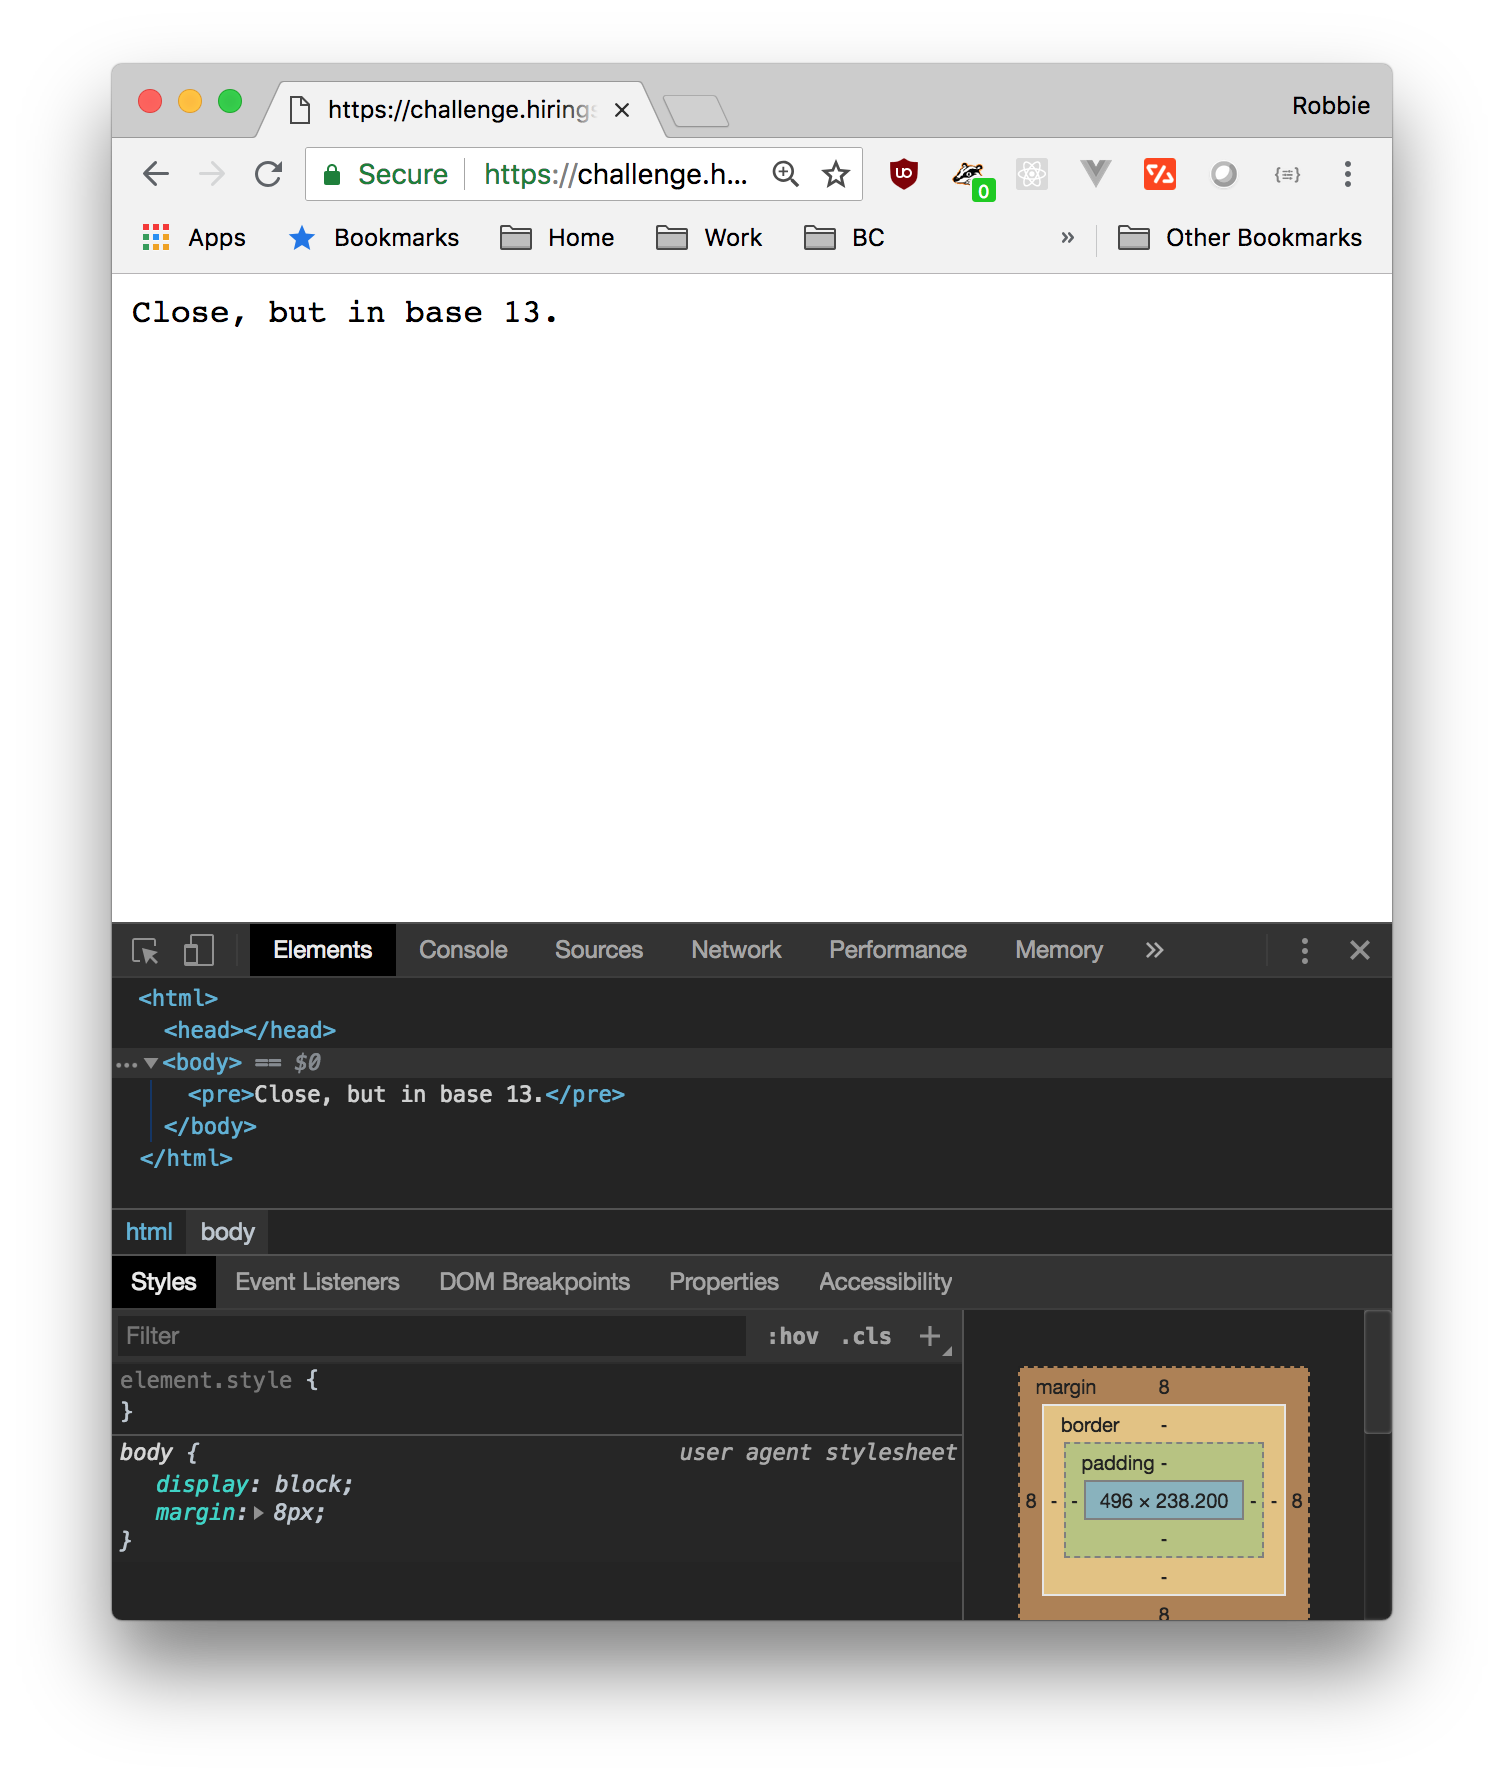 https://challenge.hirings
Robbie
Secure https://challenge.h...
0
Apps Bookmarks Home Work BC » Other Bookmarks
Close, but in base 13.
Elements Console Sources Network Performance Memory »
<html>
<head></head>
...▼<body> == $0
<pre>Close, but in base 13.</pre>
</body>
</html>
html body
Styles Event Listeners DOM Breakpoints Properties Accessibility
Filter :hov .cls +
element.style {
}
body { user agent stylesheet
display: block;
margin:▶8px;
}
margin 8
border -
padding -
8 - - 496 × 238.200 - - 8
-
-
8